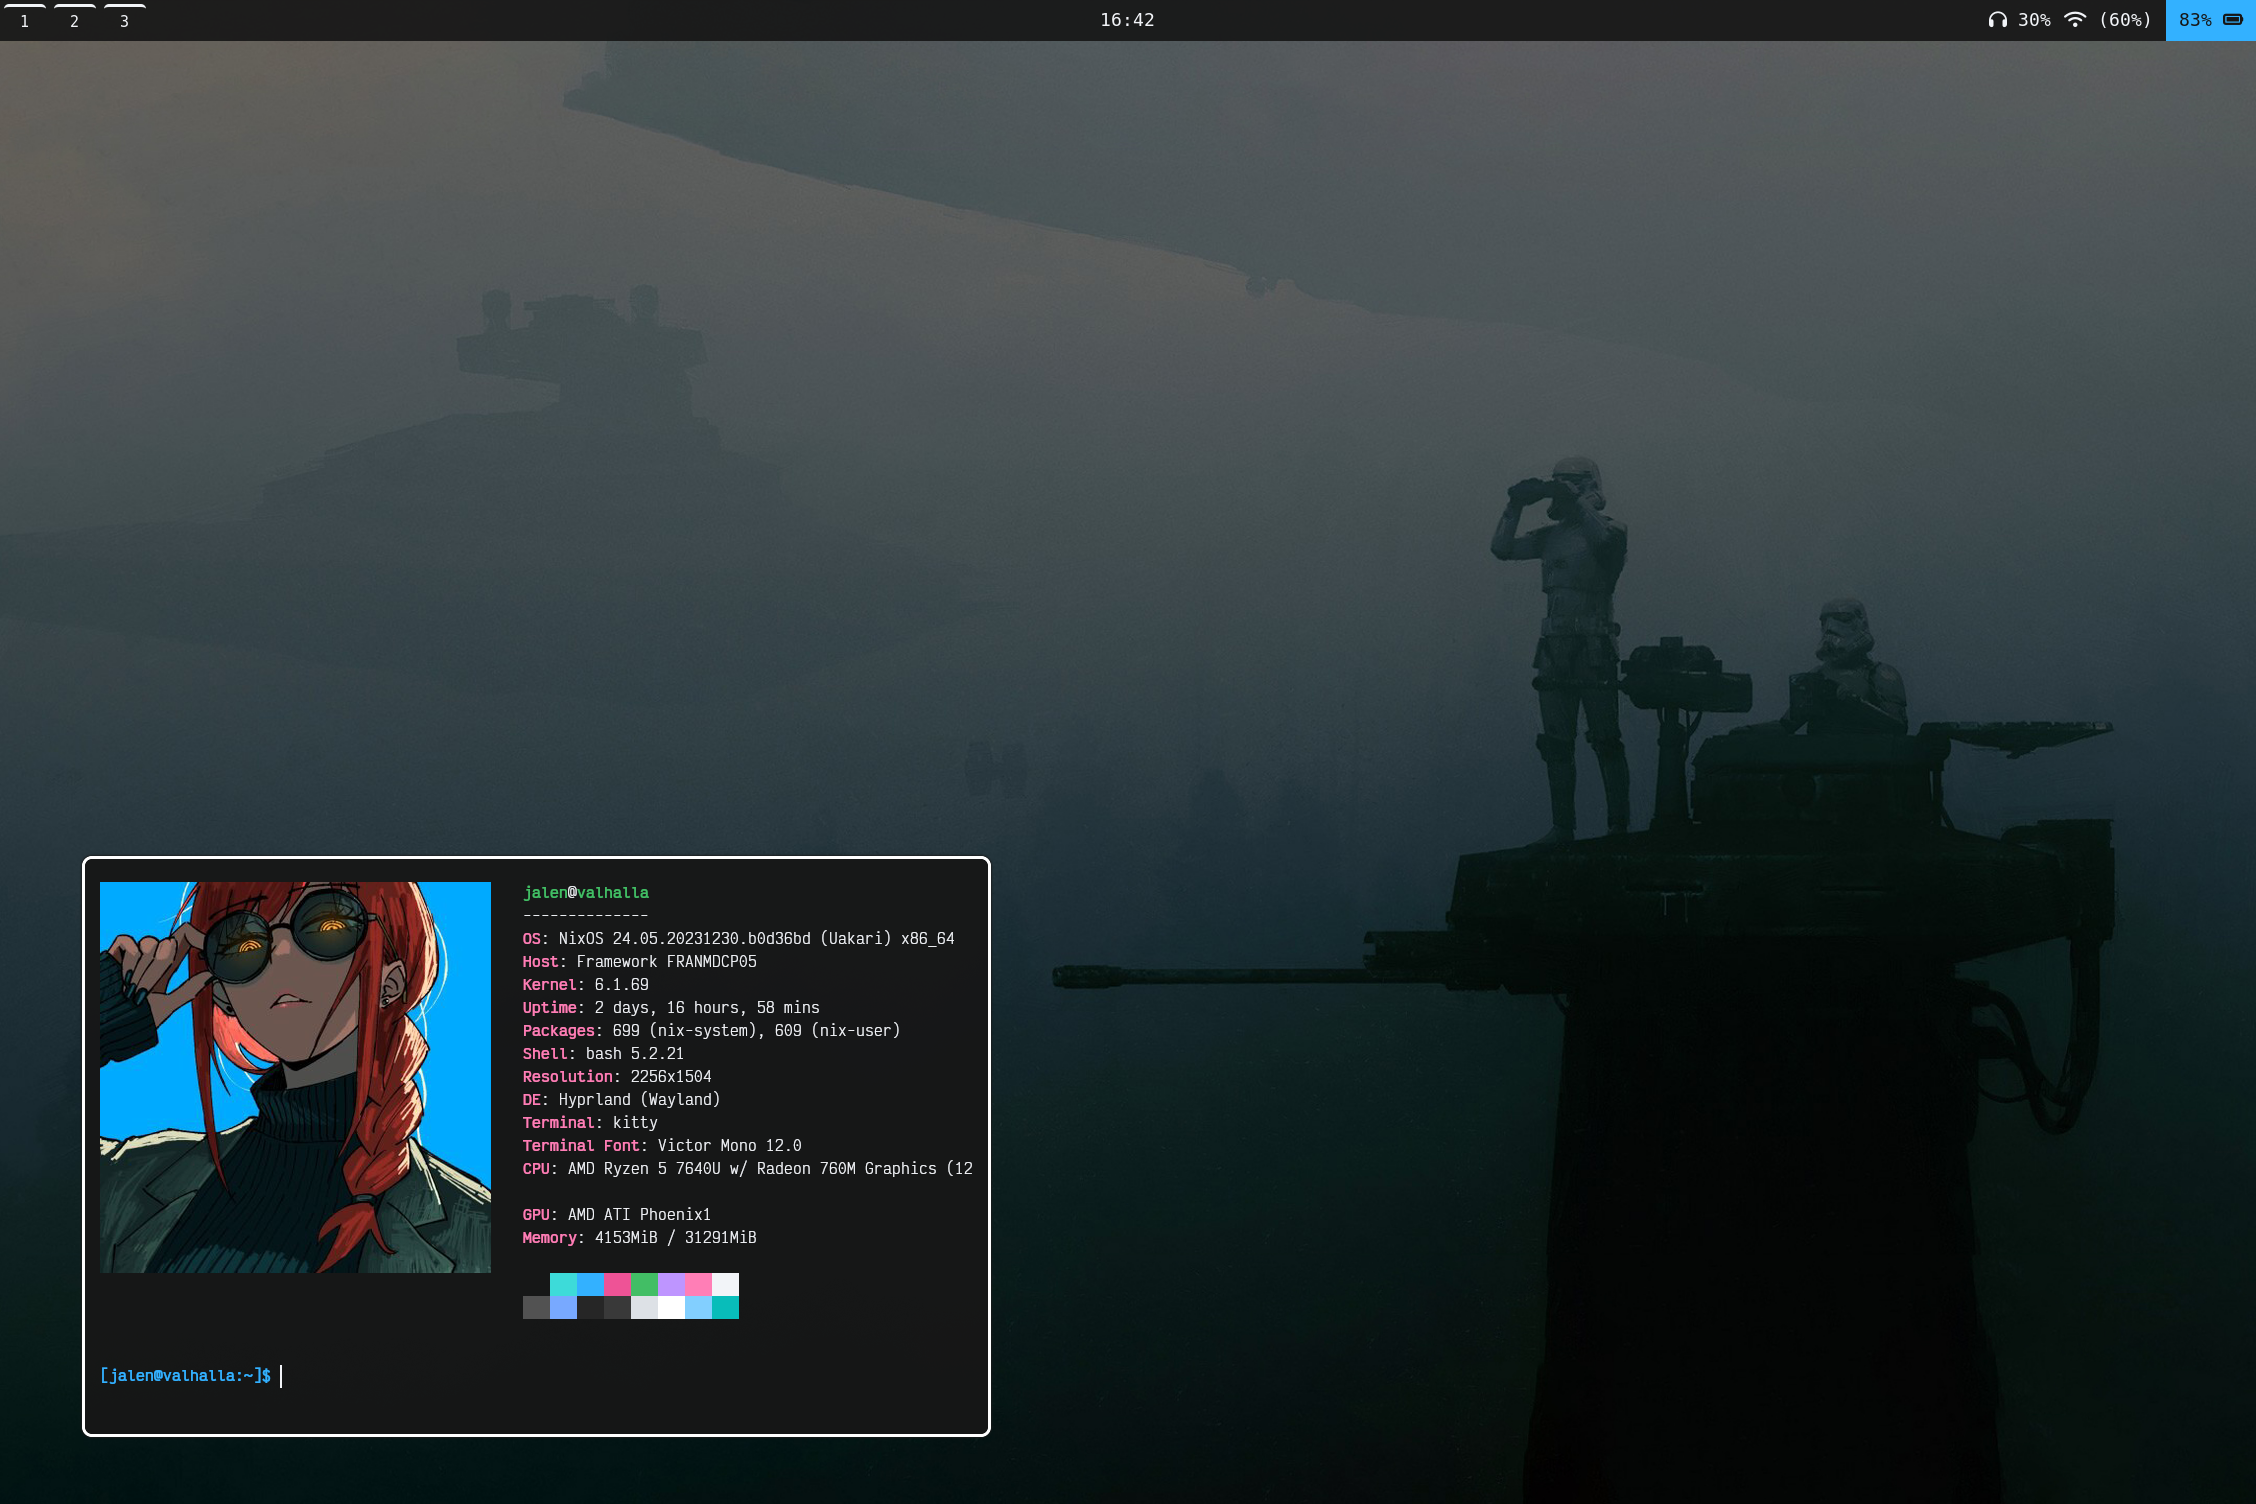 1 2 3
16:42
30% (60%) 83%
jalen@valhalla
--------------
OS: NixOS 24.05.20231230.b0d36bd (Uakari) x86_64
Host: Framework FRANMDCP05
Kernel: 6.1.69
Uptime: 2 days, 16 hours, 58 mins
Packages: 699 (nix-system), 609 (nix-user)
Shell: bash 5.2.21
Resolution: 2256x1504
DE: Hyprland (Wayland)
Terminal: kitty
Terminal Font: Victor Mono 12.0
CPU: AMD Ryzen 5 7640U w/ Radeon 760M Graphics (12
GPU: AMD ATI Phoenix1
Memory: 4153MiB / 31291MiB
[jalen@valhalla:~]$